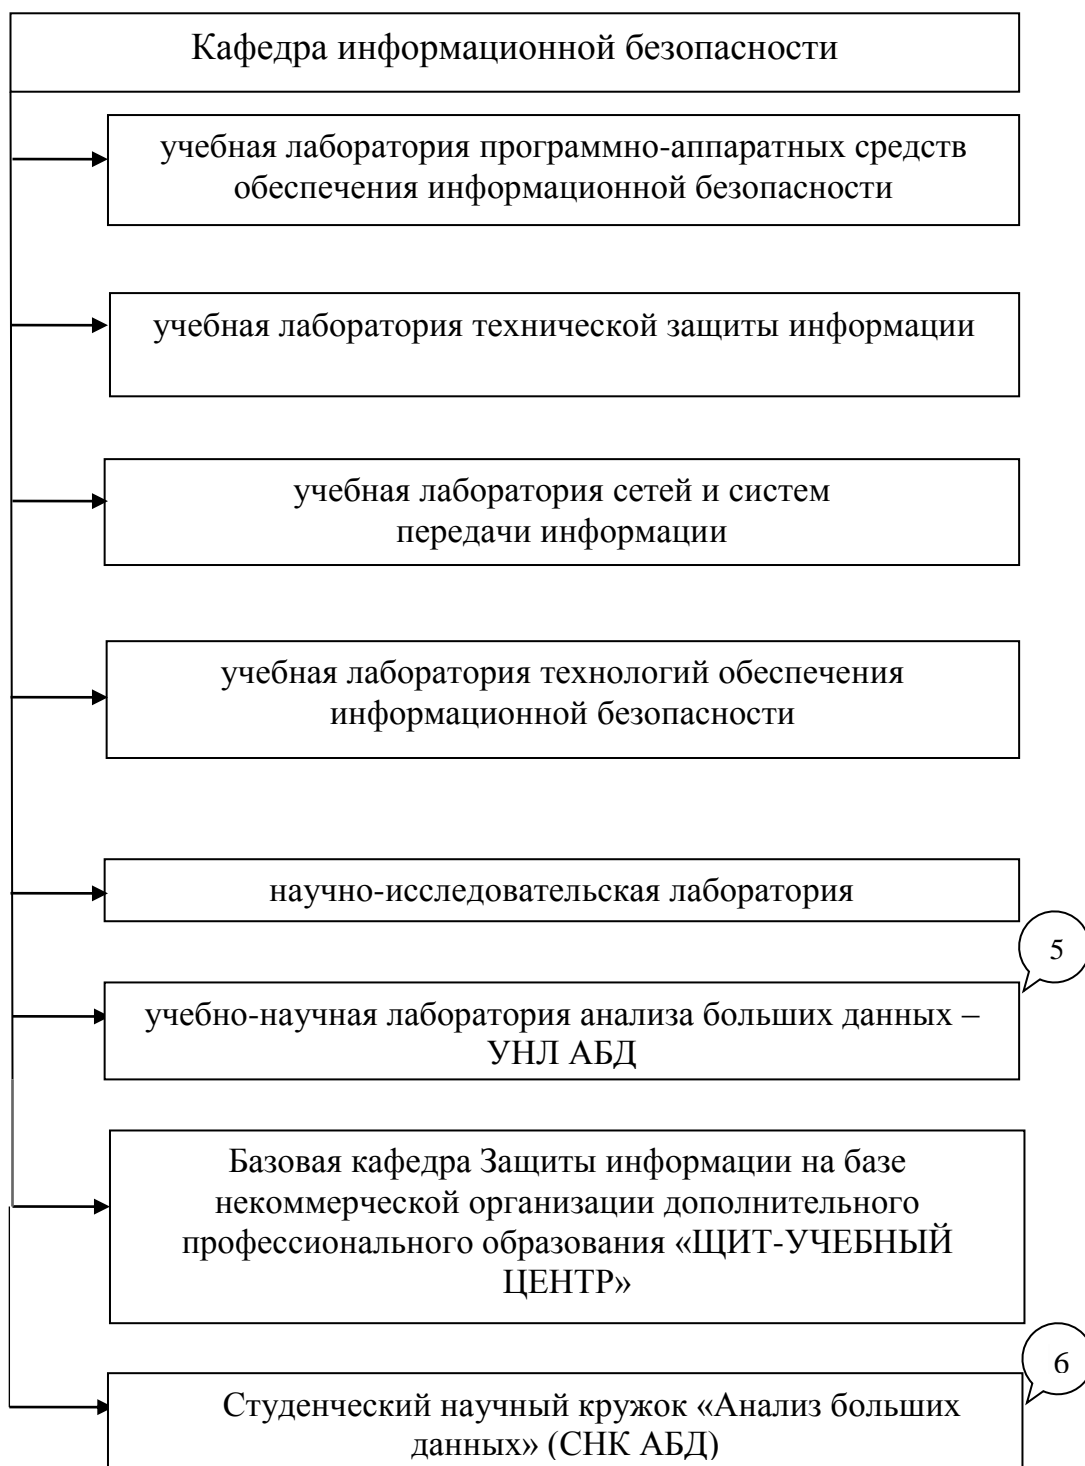 Кафедра информационной безопасности
учебная лаборатория программно-аппаратных средств
обеспечения информационной безопасности
учебная лаборатория технической защиты информации
учебная лаборатория сетей и систем
передачи информации
учебная лаборатория технологий обеспечения
информационной безопасности
научно-исследовательская лаборатория
5
учебно-научная лаборатория анализа больших данных –
УНЛ АБД
Базовая кафедра Защиты информации на базе
некоммерческой организации дополнительного
профессионального образования «ЩИТ-УЧЕБНЫЙ
ЦЕНТР»
6
Студенческий научный кружок «Анализ больших
данных» (СНК АБД)